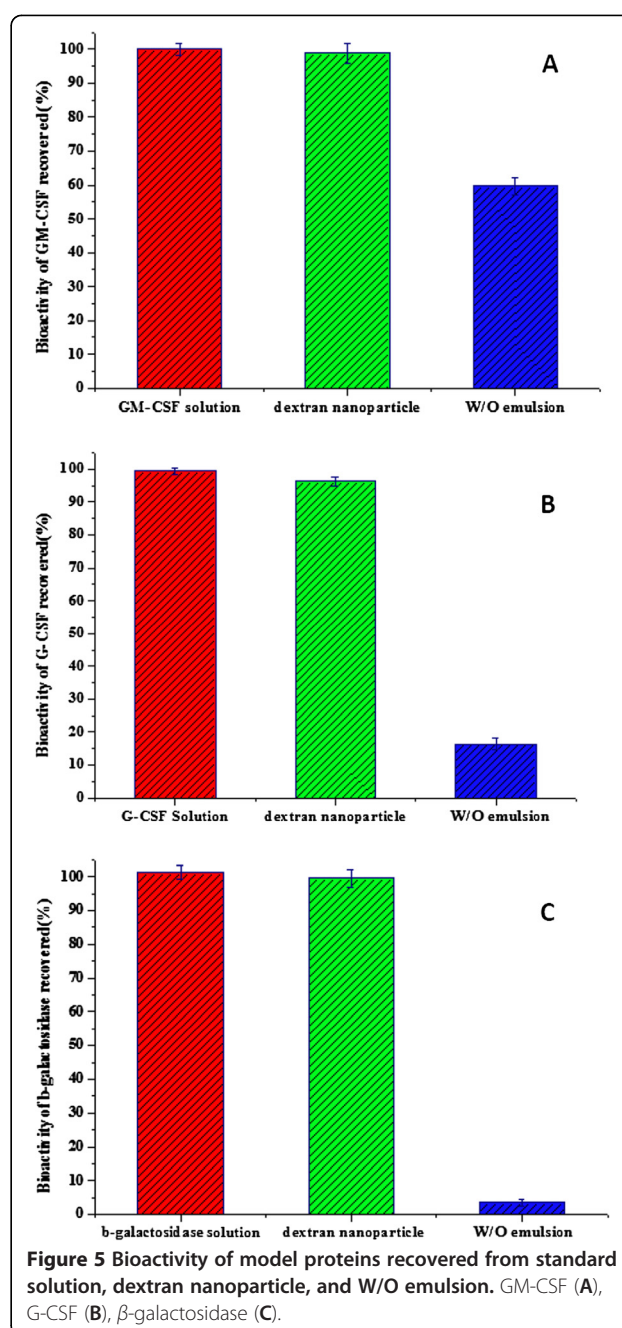 A
Bioactivity of GM-CSF recovered(%)
100
90
80
70
60
50
40
30
20
10
0
GM-CSF solution dextran nanoparticle W/O emulsion
B
Bioactivity of G-CSF recovered(%)
100
90
80
70
60
50
40
30
20
10
0
G-CSF Solution dextran nanoparticle W/O emulsion
C
Bioactivity of b-galactosidase recovered(%)
100
90
80
70
60
50
40
30
20
10
0
b-galactosidase solution dextran nanoparticle W/O emulsion
Figure 5 Bioactivity of model proteins recovered from standard
solution, dextran nanoparticle, and W/O emulsion. GM-CSF (A),
G-CSF (B), β-galactosidase (C).